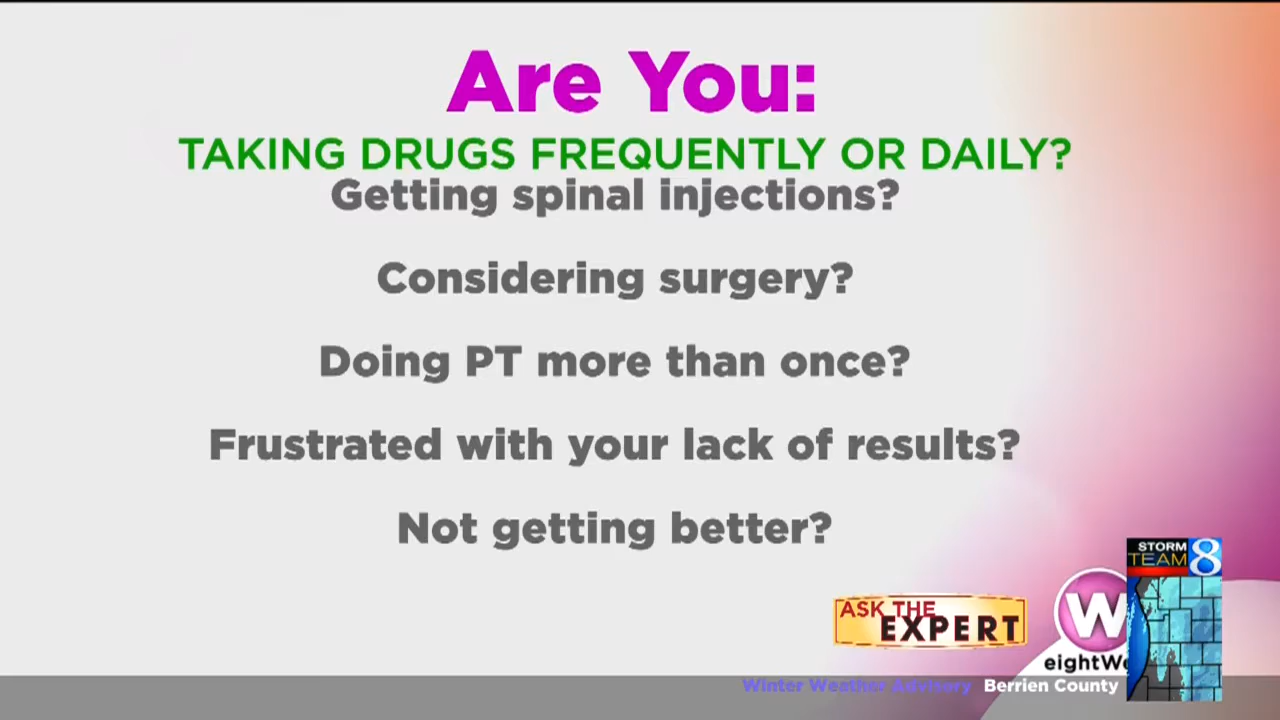 Are You:
TAKING DRUGS FREQUENTLY OR DAILY?
Getting spinal injections?
Considering surgery?
Doing PT more than once?
Frustrated with your lack of results?
Not getting better?
STORM
TEAM 8
ASK THE
EXPERT
W
eightWe
Winter Weather Advisory Berrien County